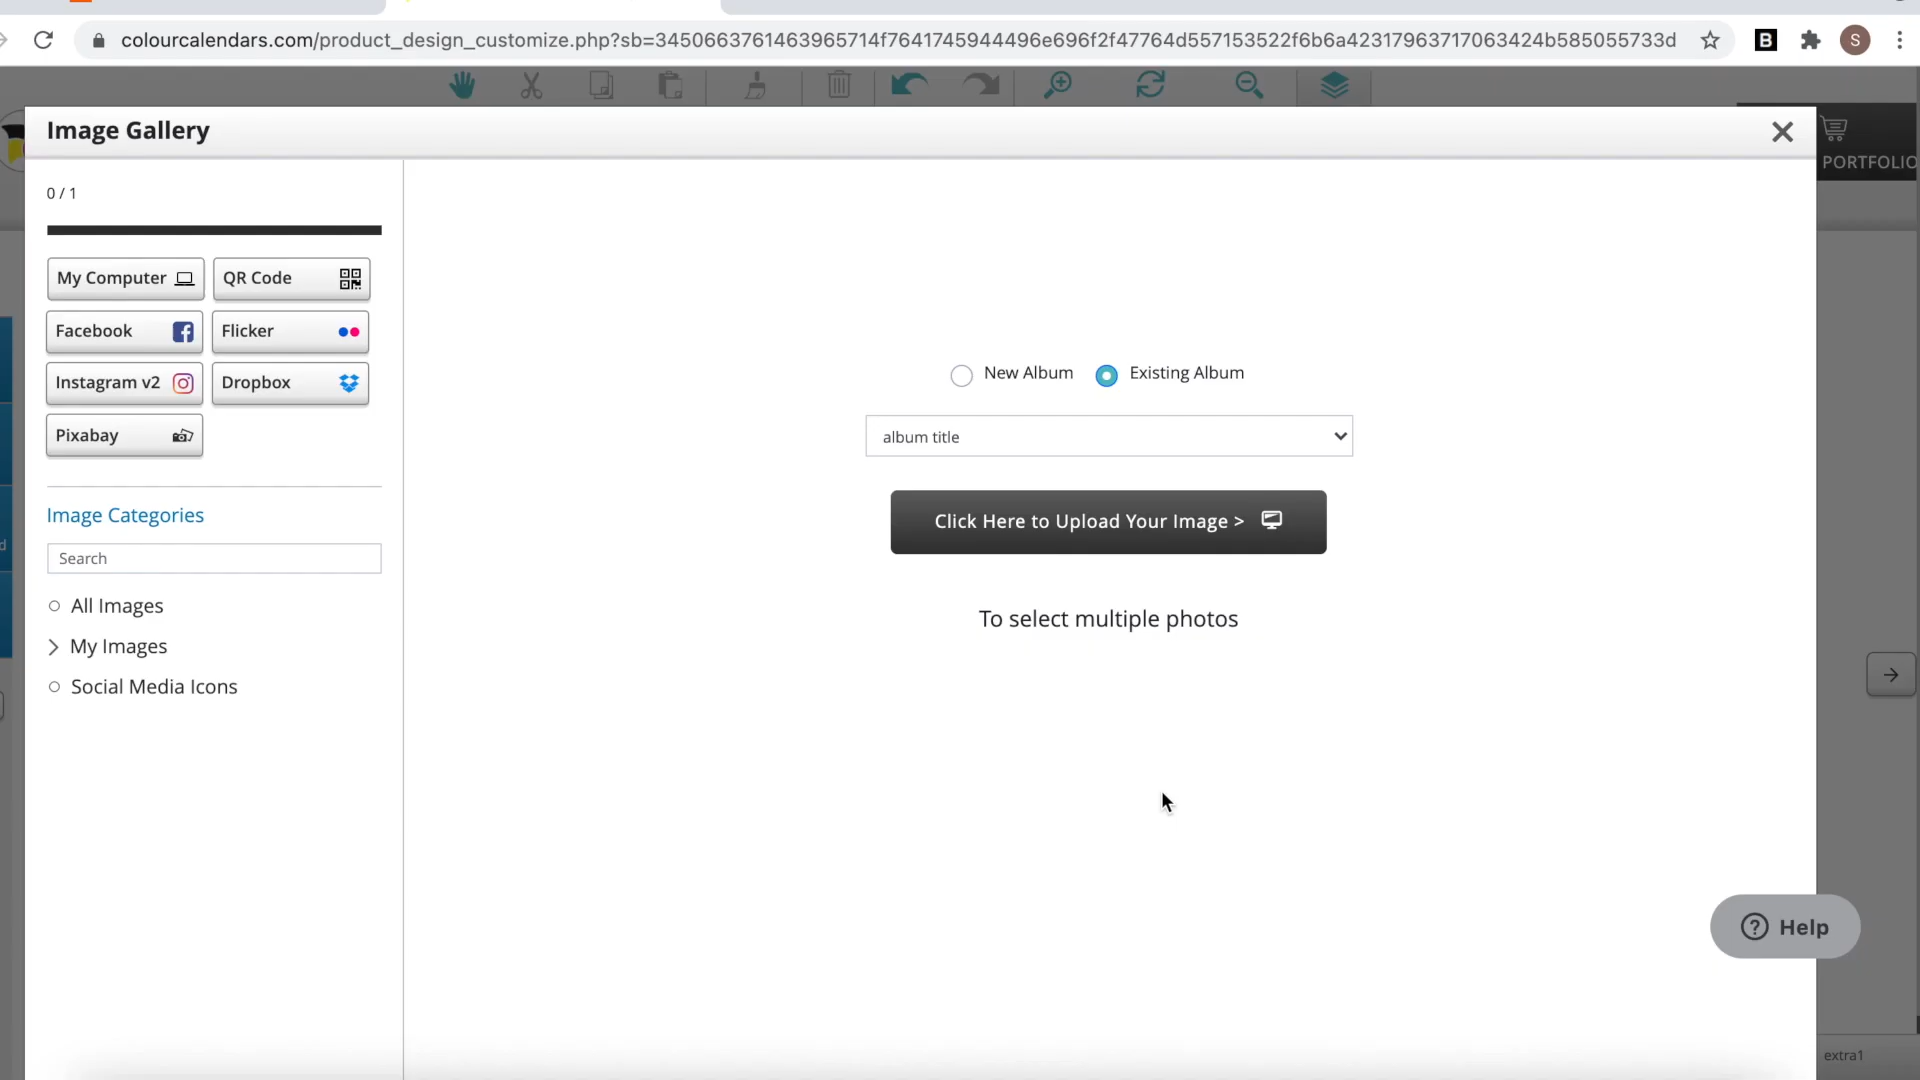 colourcalendars.com/product_design_customize.php?sb=3450663761463965714f7641745944496e696f2f47764d557153522f6b6a42317963717063424b585055733d
B
S
Image Gallery
PORTFOLIO
0 / 1
My Computer
QR Code
Facebook
Flicker
Instagram v2
Dropbox
Pixabay
Image Categories
Search
All Images
My Images
Social Media Icons
New Album
Existing Album
album title
Click Here to Upload Your Image >
To select multiple photos
? Help
extra1